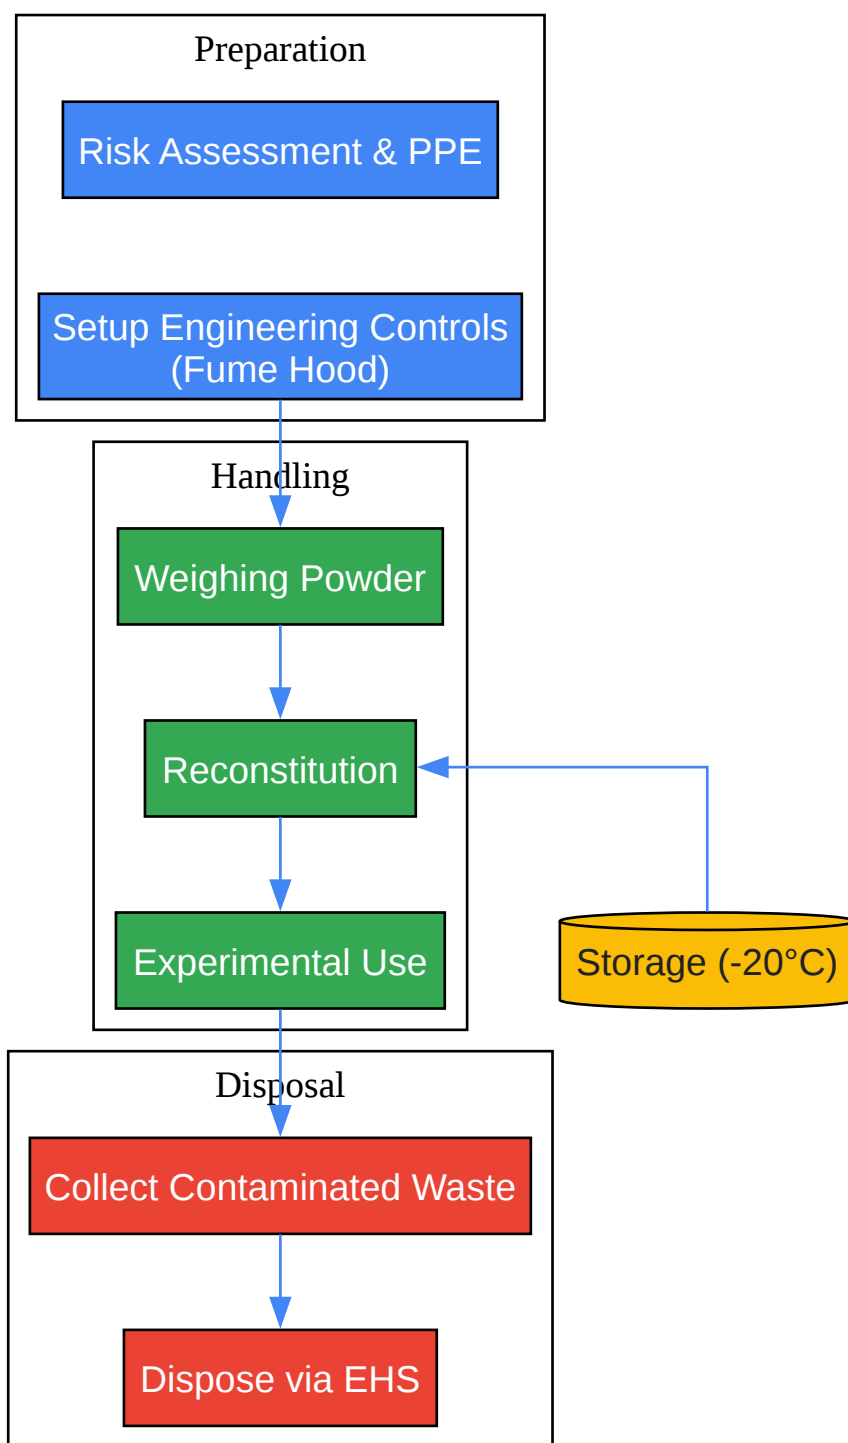 Preparation
Risk Assessment & PPE
Setup Engineering Controls
(Fume Hood)
Handling
Weighing Powder
Reconstitution
Experimental Use
Storage (-20°C)
Disposal
Collect Contaminated Waste
Dispose via EHS